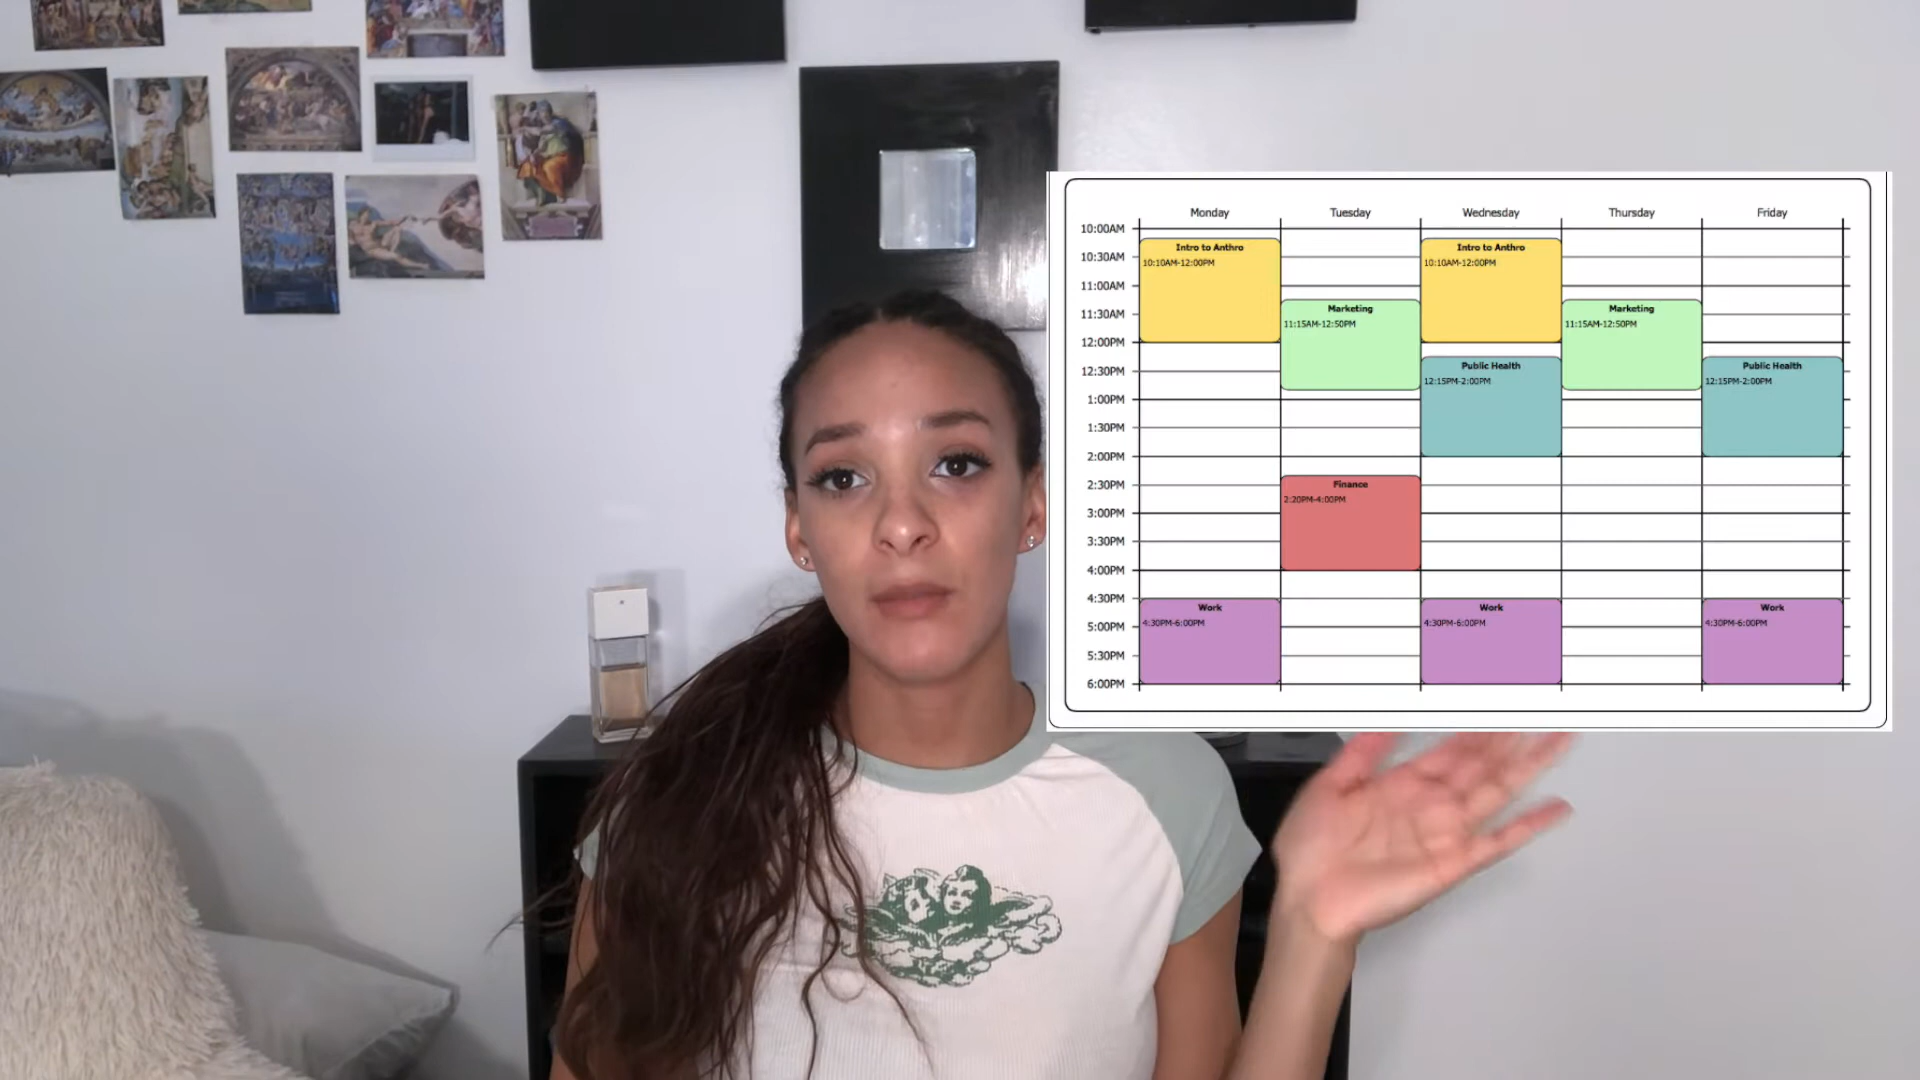 Monday Tuesday Wednesday Thursday Friday
10:00AM
Intro to Anthro Intro to Anthro
10:30AM 10:10AM-12:00PM 10:10AM-12:00PM
11:00AM
Marketing Marketing
11:30AM 11:15AM-12:50PM 11:15AM-12:50PM
12:00PM
Public Health Public Health
12:30PM 12:15PM-2:00PM 12:15PM-2:00PM
1:00PM
1:30PM
2:00PM
2:30PM Finance
2:20PM-4:00PM
3:00PM
3:30PM
4:00PM
4:30PM
Work Work Work
5:00PM 4:30PM-6:00PM 4:30PM-6:00PM 4:30PM-6:00PM
5:30PM
6:00PM